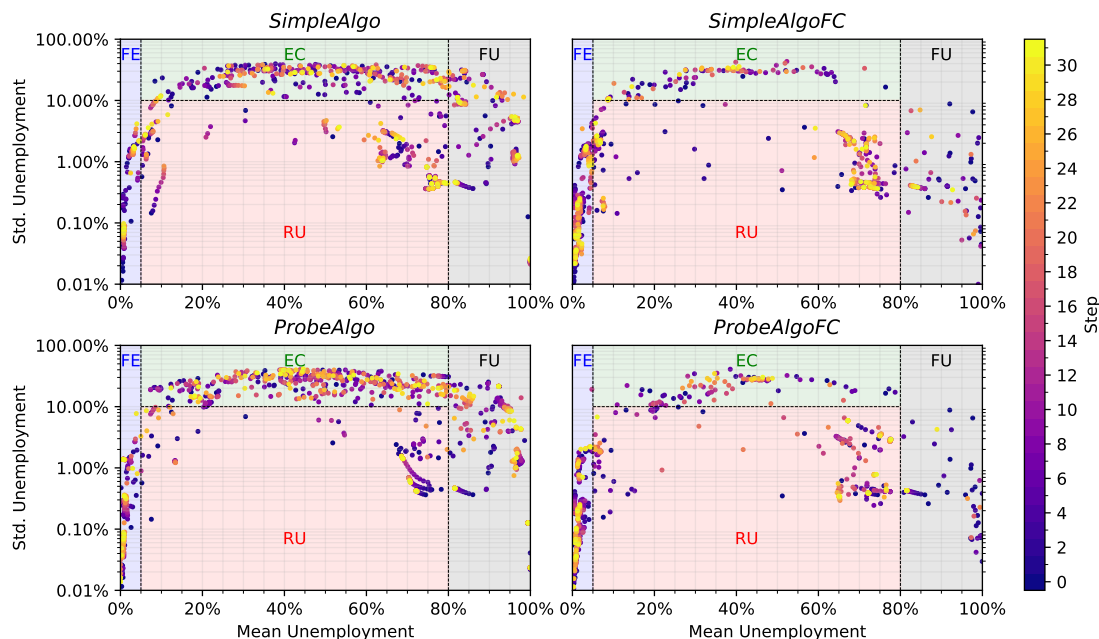 SimpleAlgo
SimpleAlgoFC
100.00%
10.00%
1.00%
0.10%
0.01%
Std. Unemployment
FE
EC
FU
RU
0% 20% 40% 60% 80% 100%
FE
EC
FU
RU
0% 20% 40% 60% 80% 100%
ProbeAlgo
ProbeAlgoFC
100.00%
10.00%
1.00%
0.10%
0.01%
Std. Unemployment
FE
EC
FU
RU
0% 20% 40% 60% 80% 100%
Mean Unemployment
FE
EC
FU
RU
0% 20% 40% 60% 80% 100%
Mean Unemployment
30
28
26
24
22
20
18
16
14
12
10
8
6
4
2
0
Step